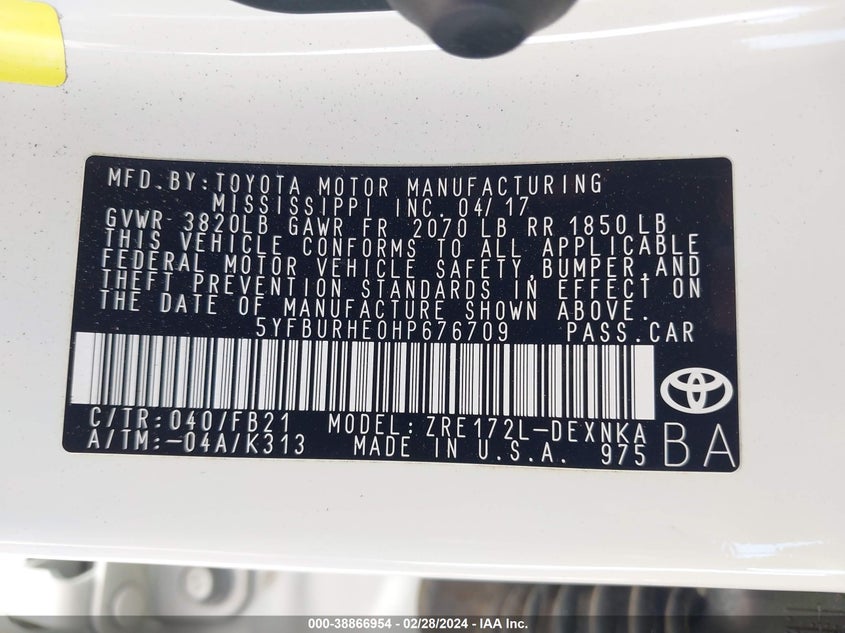 MFD.BY:TOYOTA MOTOR MANUFACTURING
MISSISSIPPI INC. 04/17
GVWR 3820LB GAWR FR 2070 LB RR 1850 LB
THIS VEHICLE CONFORMS TO ALL APPLICABLE
FEDERAL MOTOR VEHICLE SAFETY,BUMPER,AND
THEFT PREVENTION STANDARDS IN EFFECT ON
THE DATE OF MANUFACTURE SHOWN ABOVE.
5YFBURHE0HP676709 PASS.CAR
C/TR:040/FB21 MODEL:ZRE172L-DEXNKA
A/TM:-04A/K313 MADE IN U.S.A. 975 BA
000-38866954 - 02/28/2024 - IAA Inc.